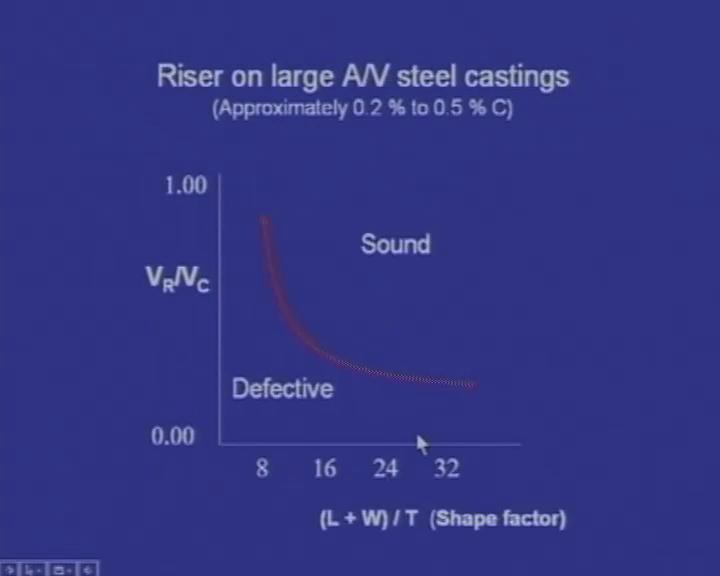 Riser on large A/V steel castings
(Approximately 0.2 % to 0.5 % C)
1.00
Sound
VR/VC
Defective
0.00
8 16 24 32
(L + W) / T (Shape factor)